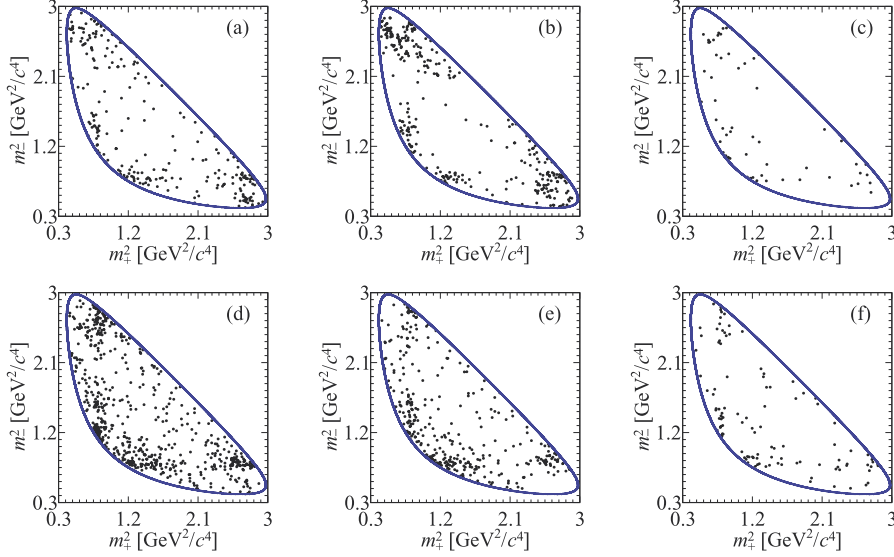 3
2.1
1.2
0.3
m²₋ [GeV²/c⁴]
(a)
0.3 1.2 2.1 3
m²₊ [GeV²/c⁴]
3
2.1
1.2
0.3
m²₋ [GeV²/c⁴]
(b)
0.3 1.2 2.1 3
m²₊ [GeV²/c⁴]
3
2.1
1.2
0.3
m²₋ [GeV²/c⁴]
(c)
0.3 1.2 2.1 3
m²₊ [GeV²/c⁴]
3
2.1
1.2
0.3
m²₋ [GeV²/c⁴]
(d)
0.3 1.2 2.1 3
m²₊ [GeV²/c⁴]
3
2.1
1.2
0.3
m²₋ [GeV²/c⁴]
(e)
0.3 1.2 2.1 3
m²₊ [GeV²/c⁴]
3
2.1
1.2
0.3
m²₋ [GeV²/c⁴]
(f)
0.3 1.2 2.1 3
m²₊ [GeV²/c⁴]